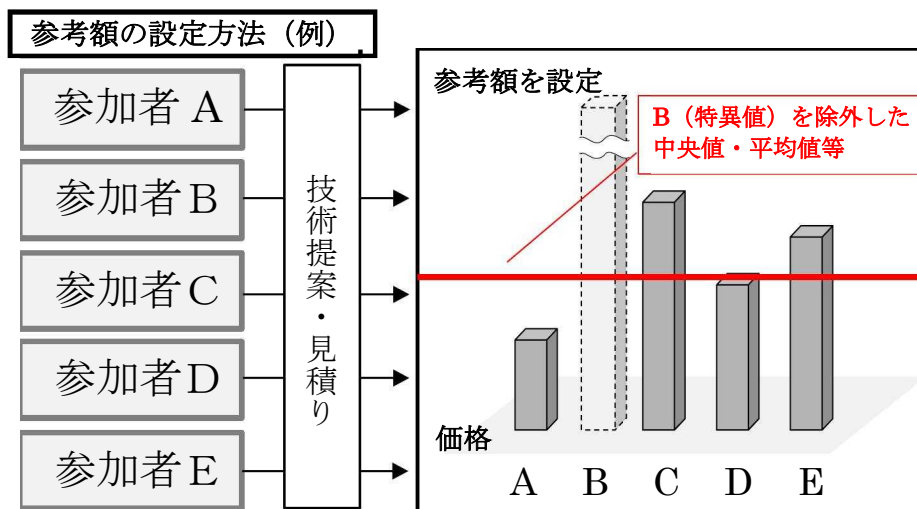 参考額の設定方法（例）
参加者A
参加者B
参加者C
参加者D
参加者E
技術提案・見積り
参考額を設定
B（特異値）を除外した
中央値・平均値等
価格
A B C D E